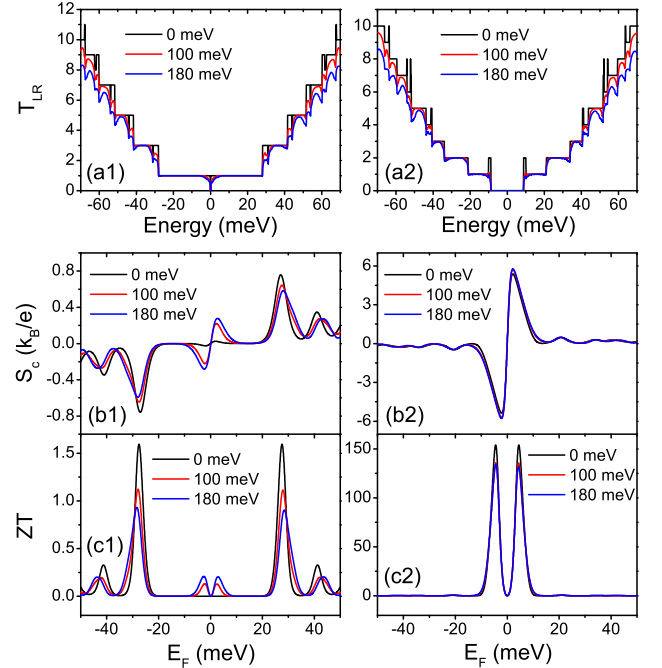 12
11
10
9
8
7
6
5
4
3
2
1
0
T_LR
0 meV
100 meV
180 meV
(a1)
-60 -40 -20 0 20 40 60
Energy (meV)
10
8
6
4
2
0
0 meV
100 meV
180 meV
(a2)
-60 -40 -20 0 20 40 60
Energy (meV)
0.8
0.4
0.0
-0.4
-0.8
S_c (k_B/e)
0 meV
100 meV
180 meV
(b1)
6
3
0
-3
-6
0 meV
100 meV
180 meV
(b2)
1.5
1.0
0.5
0.0
ZT
0 meV
100 meV
180 meV
(c1)
-40 -20 0 20 40
E_F (meV)
150
100
50
0
0 meV
100 meV
180 meV
(c2)
-40 -20 0 20 40
E_F (meV)